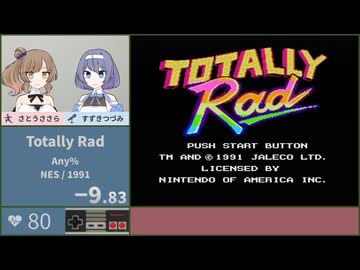 さとうささら
すずきつづみ
Totally Rad
Any%
NES / 1991
−9.83
80
TOTALLY
Rad
PUSH START BUTTON
TM AND © 1991 JALECO LTD.
LICENSED BY
NINTENDO OF AMERICA INC.